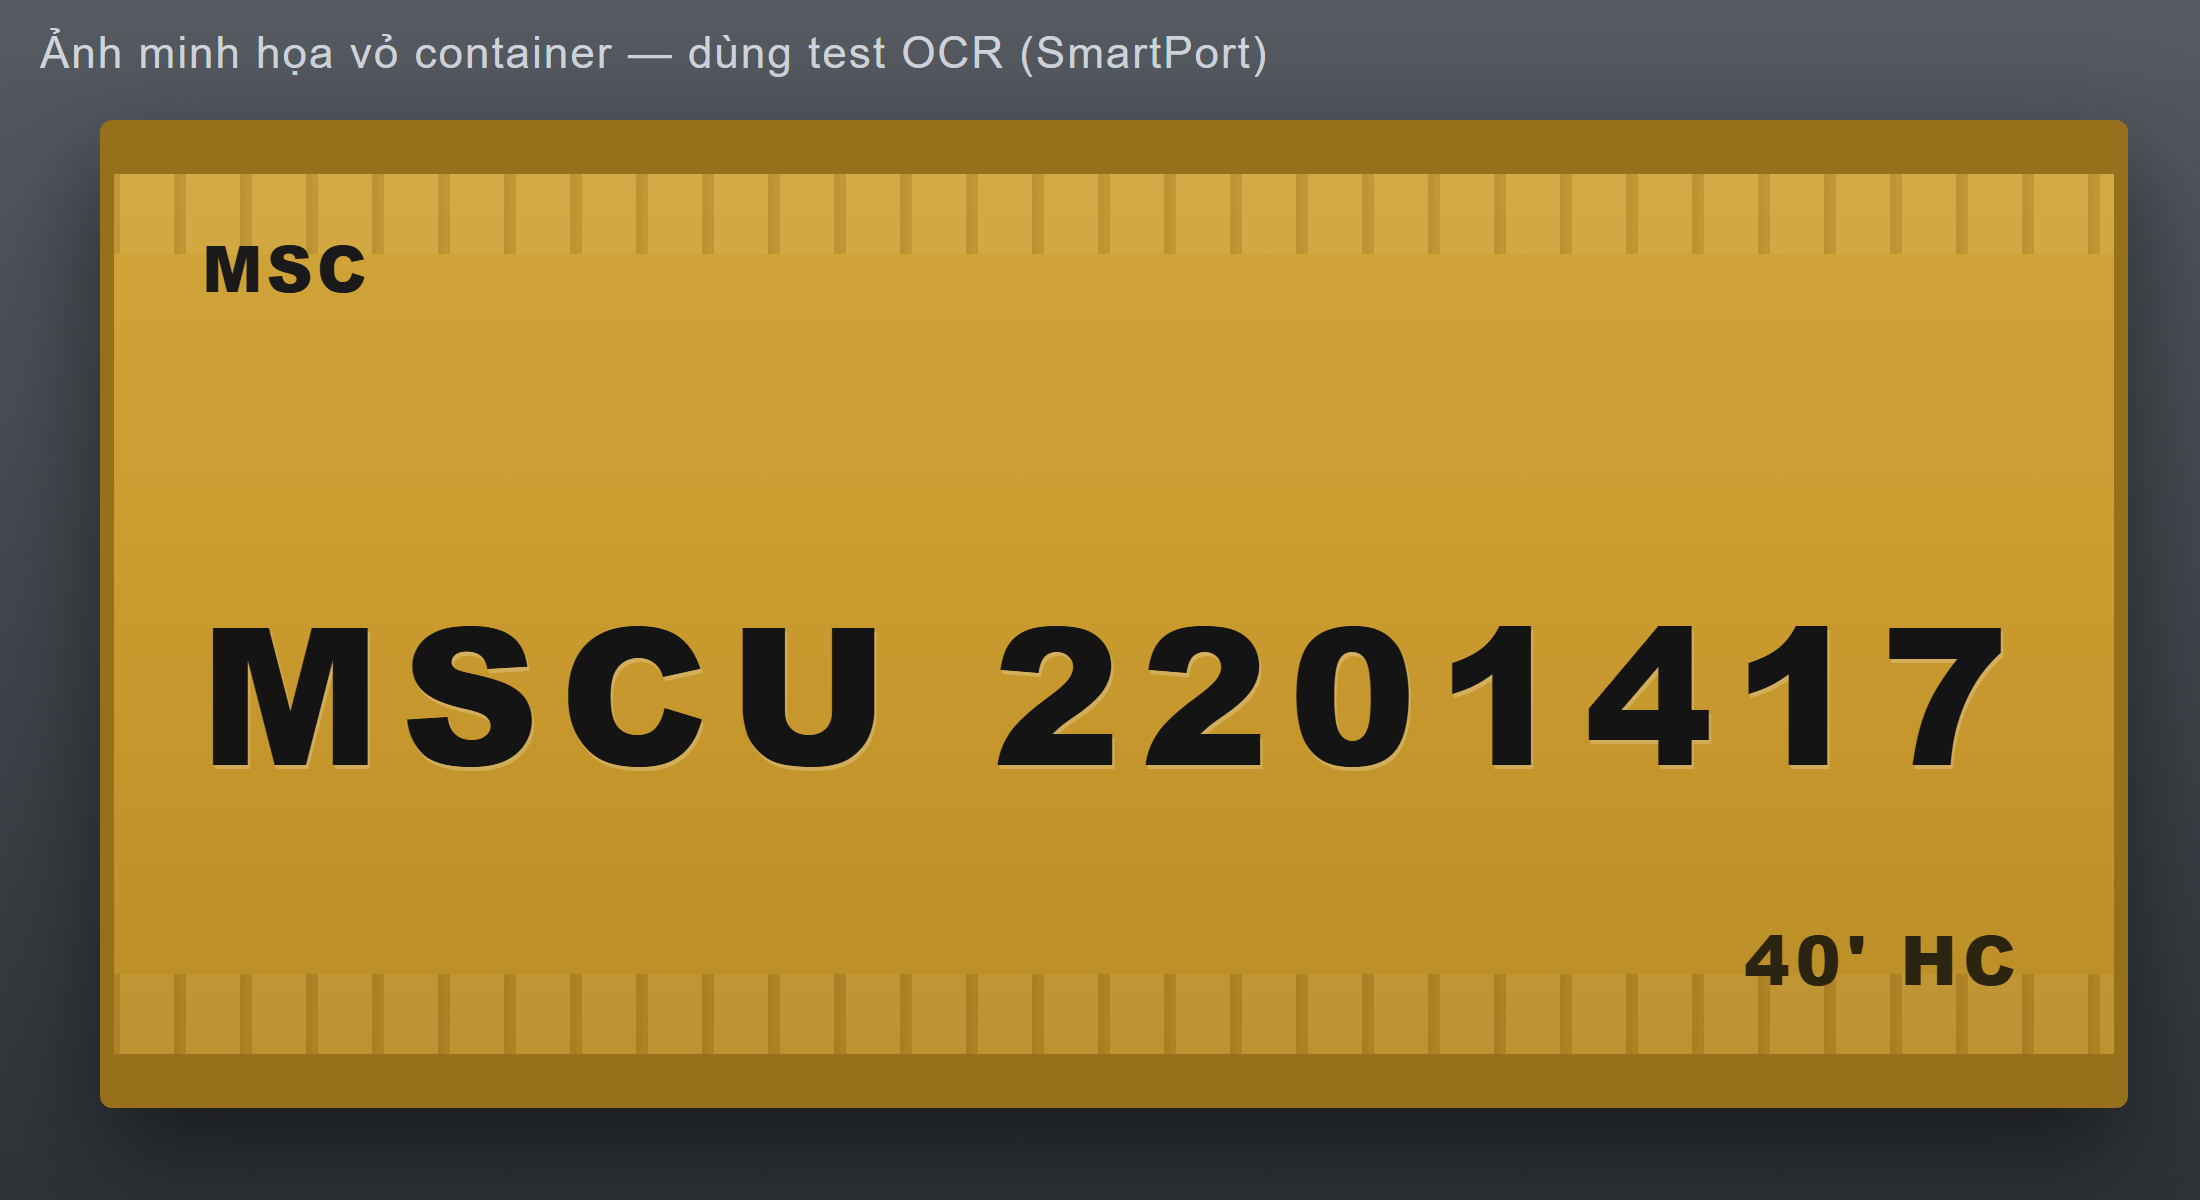 Ảnh minh họa vỏ container — dùng test OCR (SmartPort)
MSC
MSCU 2201417
40' HC